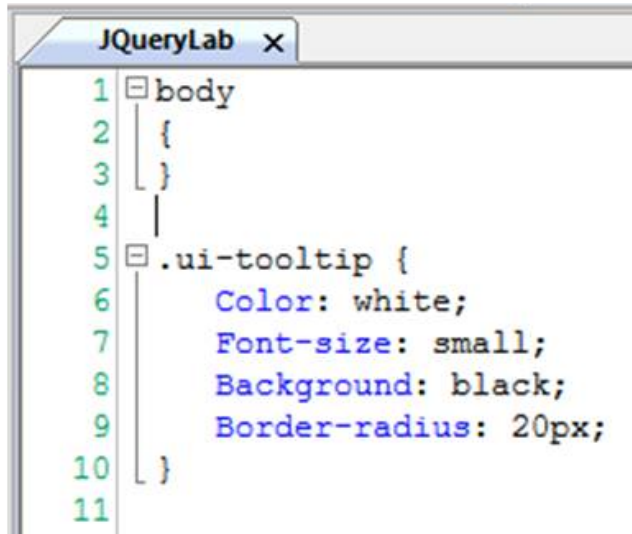 JQueryLab x
1 body
2 {
3 }
4
5 .ui-tooltip {
6 Color: white;
7 Font-size: small;
8 Background: black;
9 Border-radius: 20px;
10 }
11